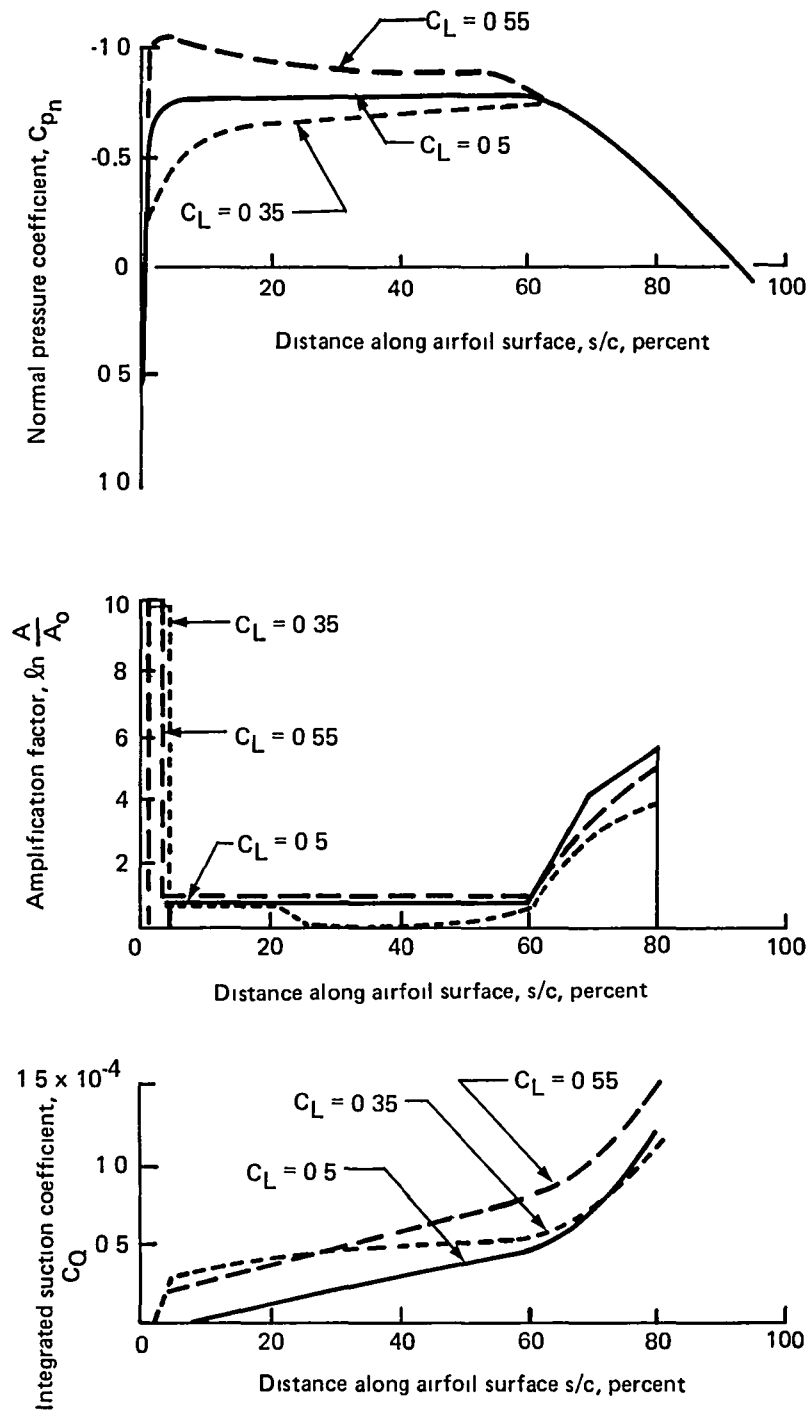 C_L = 0 55
-1 0
-0.5
0
0 5
1 0
Normal pressure coefficient, C_pn
C_L = 0 5
C_L = 0 35
20
40
60
80
100
Distance along airfoil surface, s/c, percent
10
8
6
4
2
0
Amplification factor, ℓn A/A_o
C_L = 0 35
C_L = 0 55
C_L = 0 5
20
40
60
80
100
Distance along airfoil surface, s/c, percent
1 5 x 10^-4
1 0
0 5
0
Integrated suction coefficient,
C_Q
C_L = 0 55
C_L = 0 35
C_L = 0 5
20
40
60
80
100
Distance along airfoil surface s/c, percent